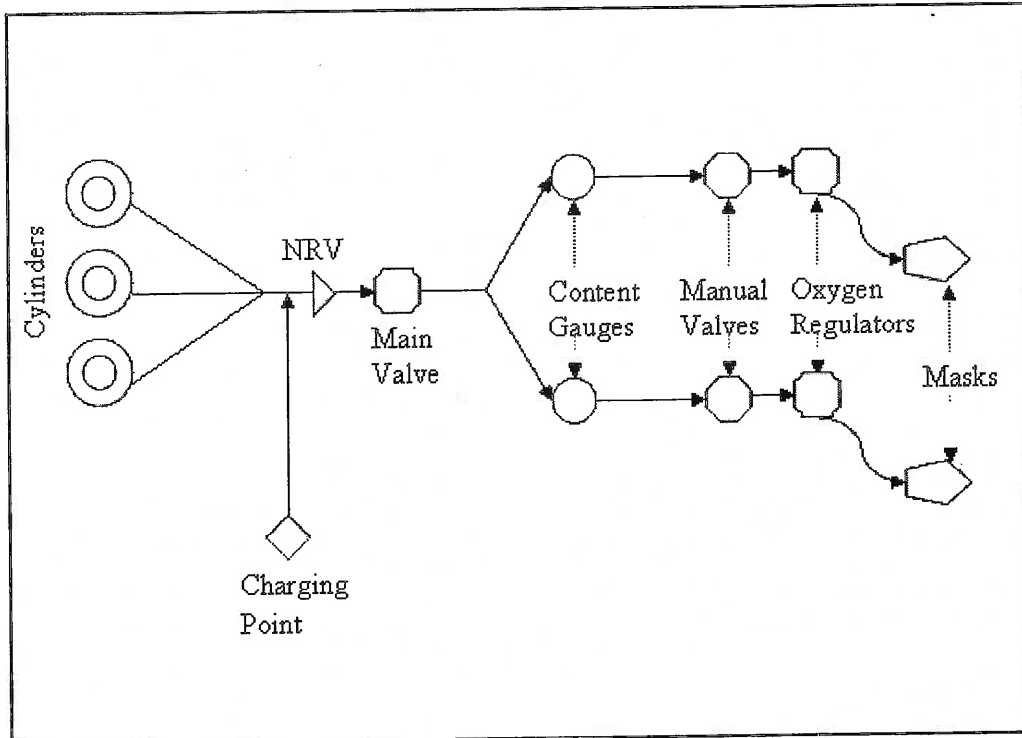 Cylinders
NRV
Main
Valve
Charging
Point
Content
Gauges
Manual
Valves
Oxygen
Regulators
Masks